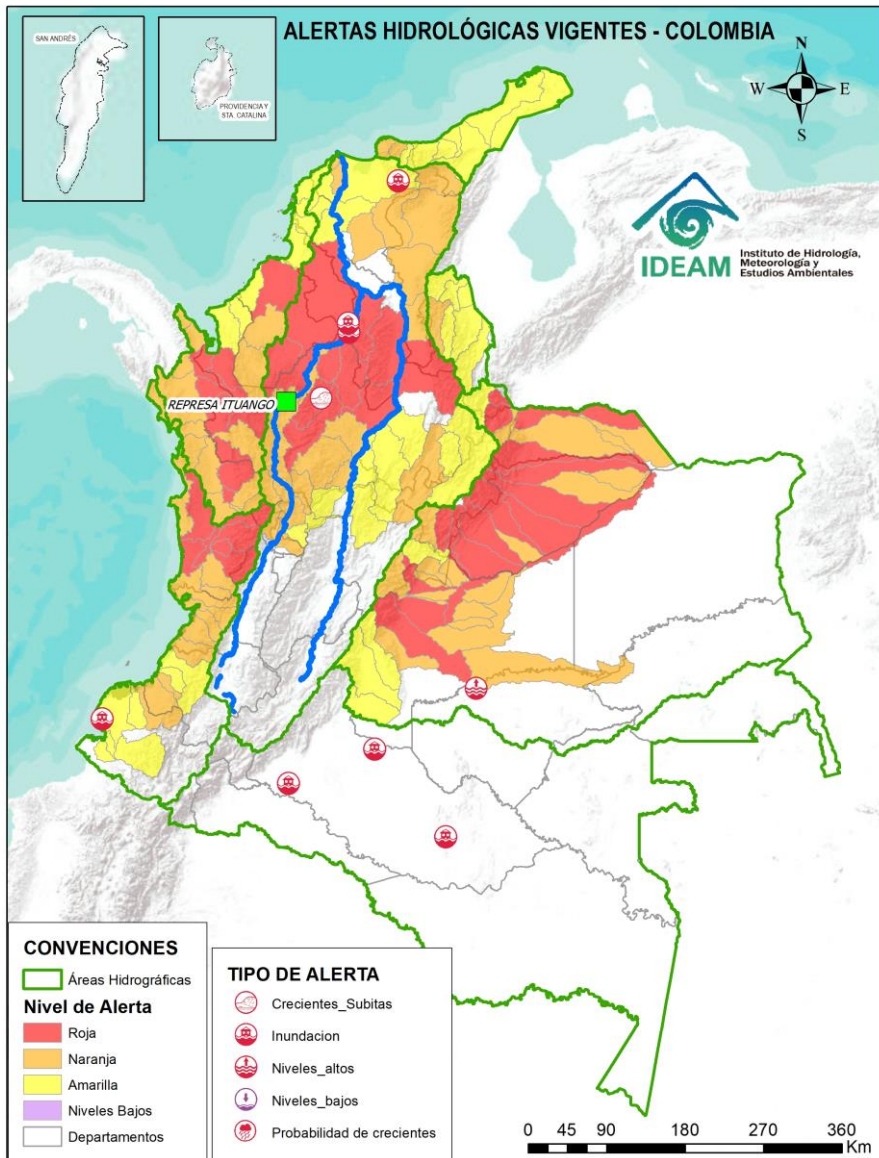 ALERTAS HIDROLÓGICAS VIGENTES - COLOMBIA
SAN ANDRÉS
PROVIDENCIA Y
STA. CATALINA
N
W
E
S
IDEAM
Instituto de Hidrología,
Meteorología y
Estudios Ambientales
REPRESA ITUANGO
CONVENCIONES
Áreas Hidrográficas
Nivel de Alerta
Roja
Naranja
Amarilla
Niveles Bajos
Departamentos
TIPO DE ALERTA
Crecientes_Subitas
Inundacion
Niveles_altos
Niveles_bajos
Probabilidad de crecientes
0 45 90 180 270 360
Km